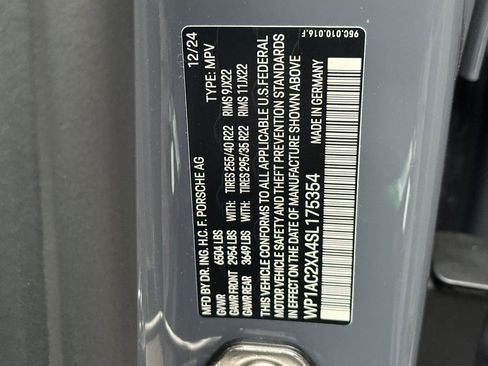 95C.010.016.F
MFD BY DR. ING. H.C. F. PORSCHE AG 12/24
GVWR 6504 LBS TYPE: MPV
GAWR FRONT 2954 LBS WITH: TIRES 255/40 R22 RIMS 9JX22
GAWR REAR 3649 LBS WITH: TIRES 295/35 R22 RIMS 11JX22
THIS VEHICLE CONFORMS TO ALL APPLICABLE U.S.FEDERAL
MOTOR VEHICLE SAFETY AND THEFT PREVENTION STANDARDS
IN EFFECT ON THE DATE OF MANUFACTURE SHOWN ABOVE
WP1AC2XA4SL175354 MADE IN GERMANY